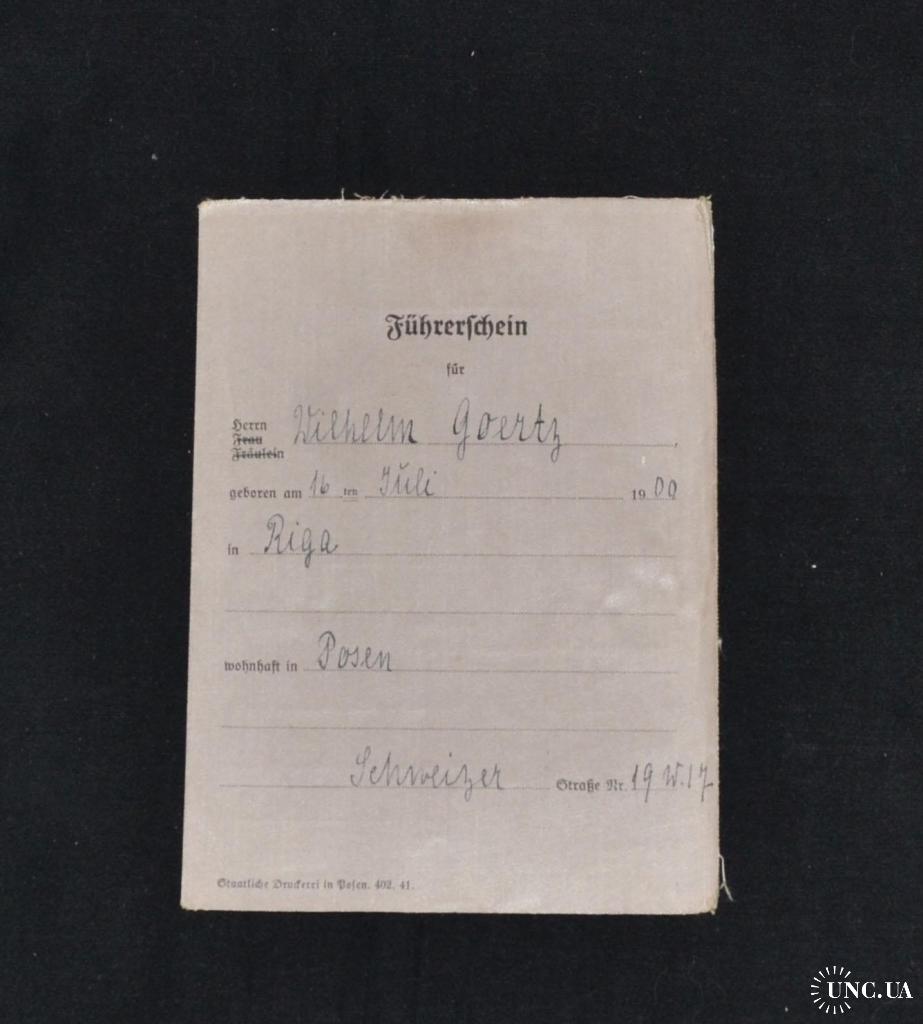 Führerschein
für
Herrn Wilhelm Goertz
Frau
Fräulein
geboren am 16 ten Juli 1900
in Riga
wohnhaft in Posen
Schweitzer Straße Nr. 19 W.17
Staatliche Druckerei in Posen. 402. 41.
UNC.UA